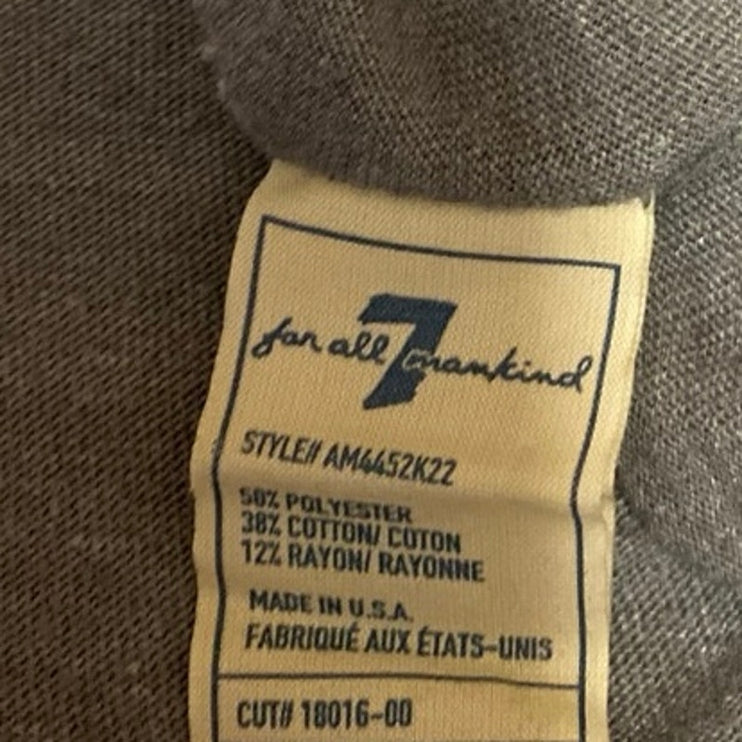 for all 7 mankind
STYLE# AM4452K22
50% POLYESTER
38% COTTON/ COTON
12% RAYON/ RAYONNE
MADE IN U.S.A.
FABRIQUÉ AUX ÉTATS-UNIS
CUT# 18016-00